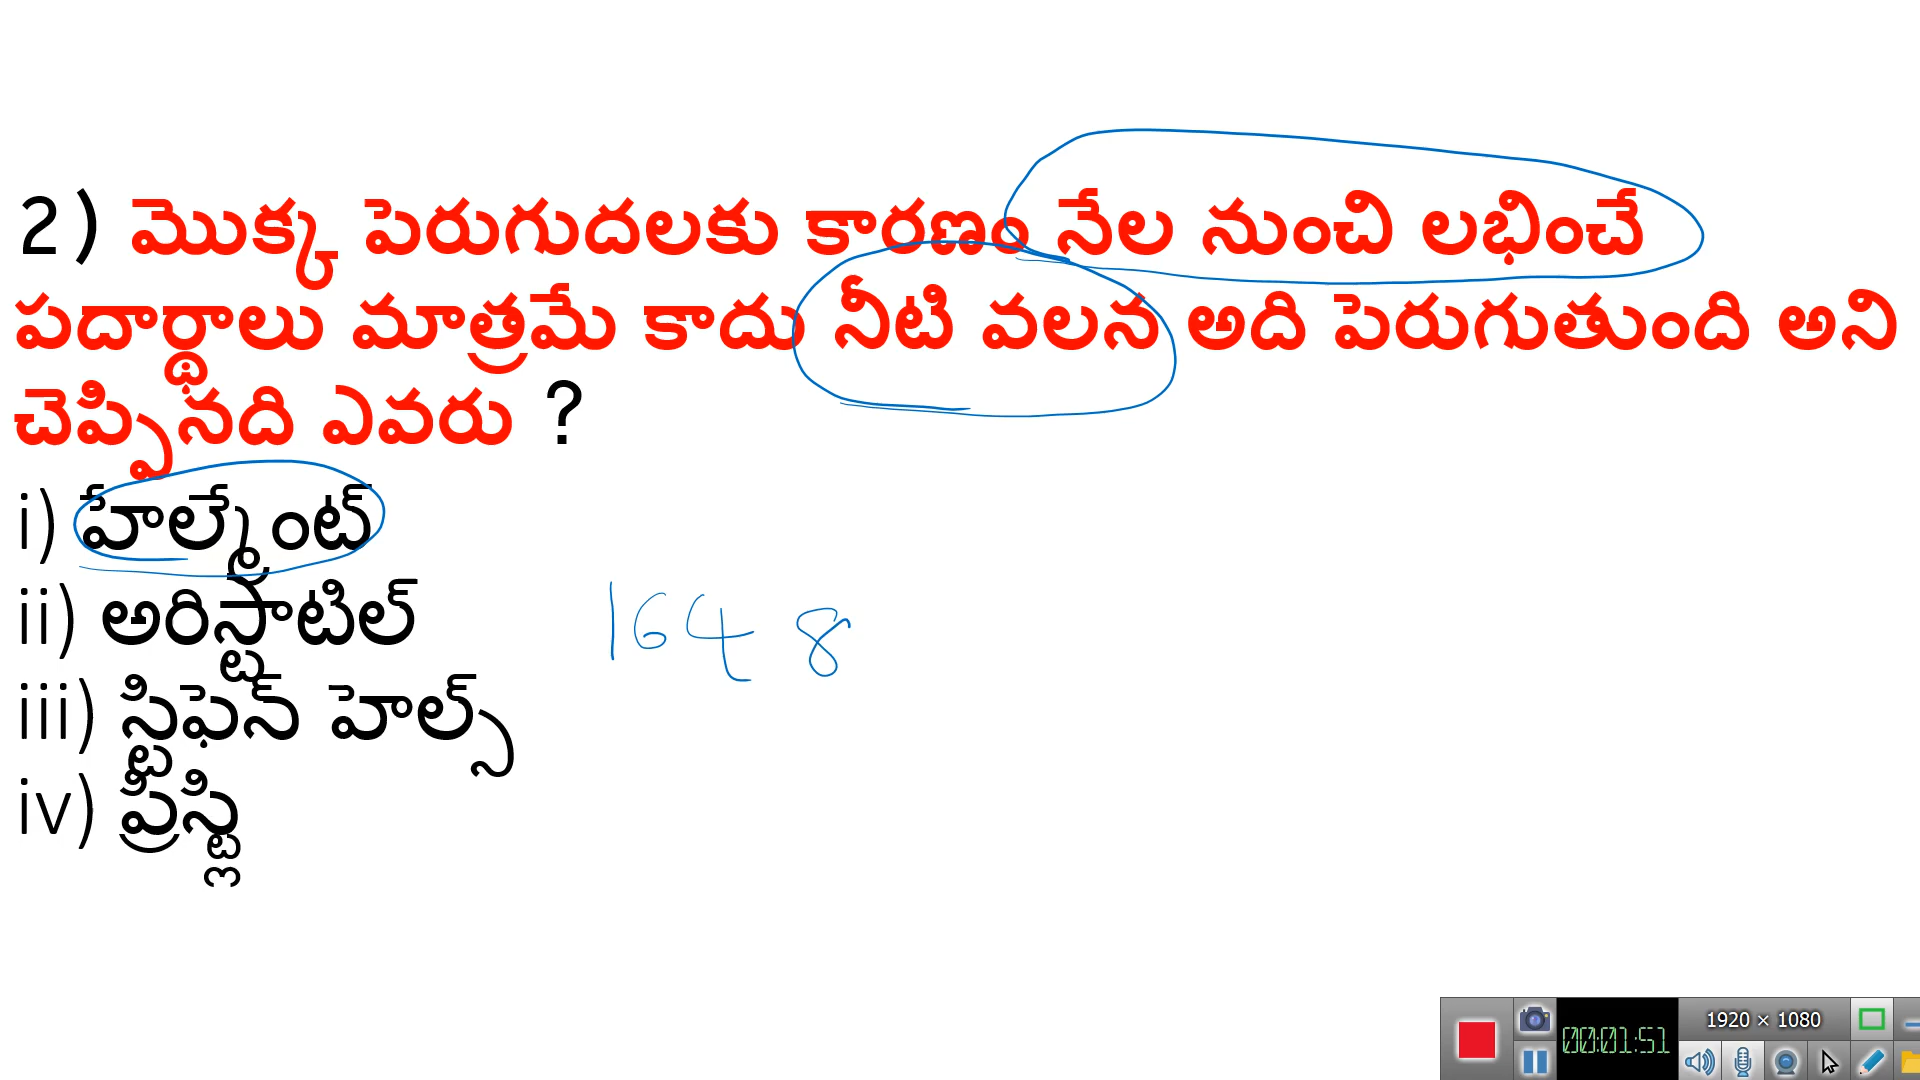 2) మొక్క పెరుగుదలకు కారణం నేల నుంచి లభించే
పదార్థాలు మాత్రమే కాదు నీటి వలన అది పెరుగుతుంది అని
చెప్పినది ఎవరు ?
i) హేల్మేంట్
ii) అరిస్టాటిల్
1648
iii) స్టిఫెన్ హెల్స్
iv) ప్రిస్ట్లి
1920 × 1080
00:01:51